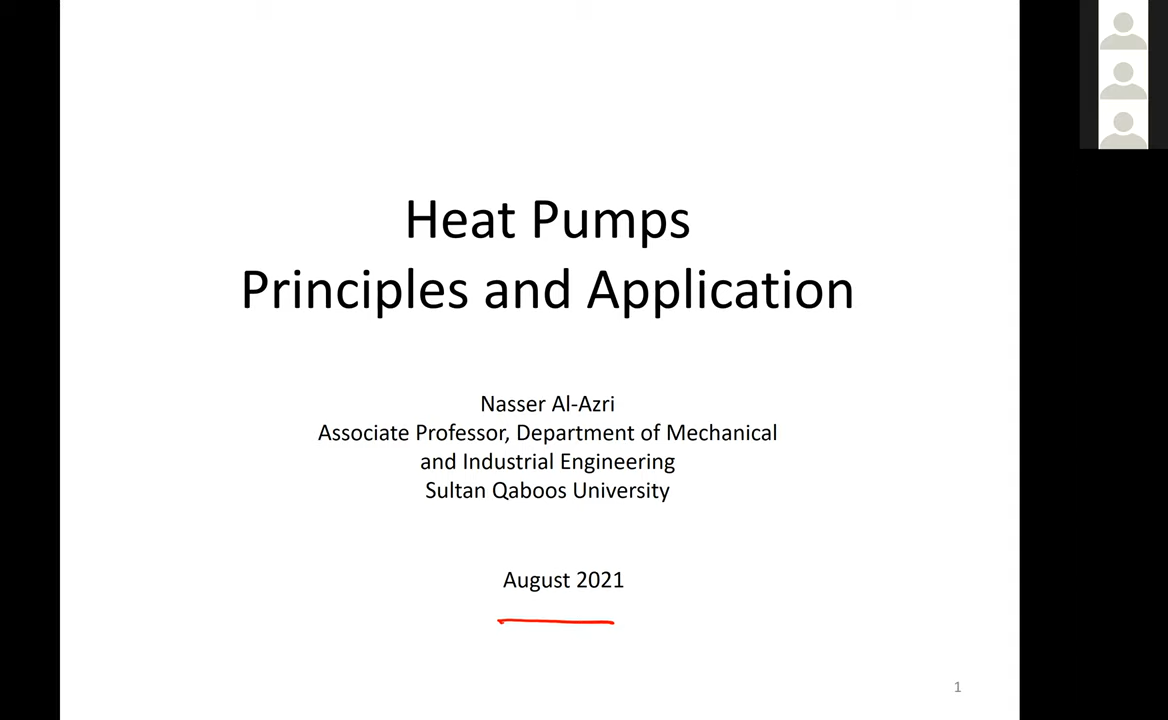 Heat Pumps
Principles and Application
Nasser Al-Azri
Associate Professor, Department of Mechanical
and Industrial Engineering
Sultan Qaboos University
August 2021
1